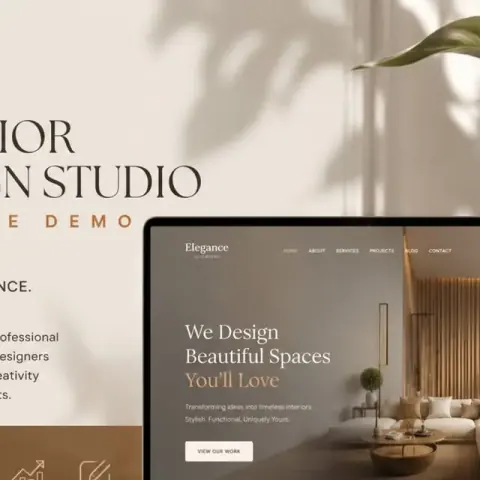 IOR
GN STUDIO
E DEMO
NCE.
ofessional
esigners
eativity
ts.
Elegance
HOME ABOUT SERVICES PROJECTS BLOG CONTACT
We Design
Beautiful Spaces
You'll Love
Transforming ideas into timeless interiors.
Stylish. Functional. Uniquely Yours.
VIEW OUR WORK